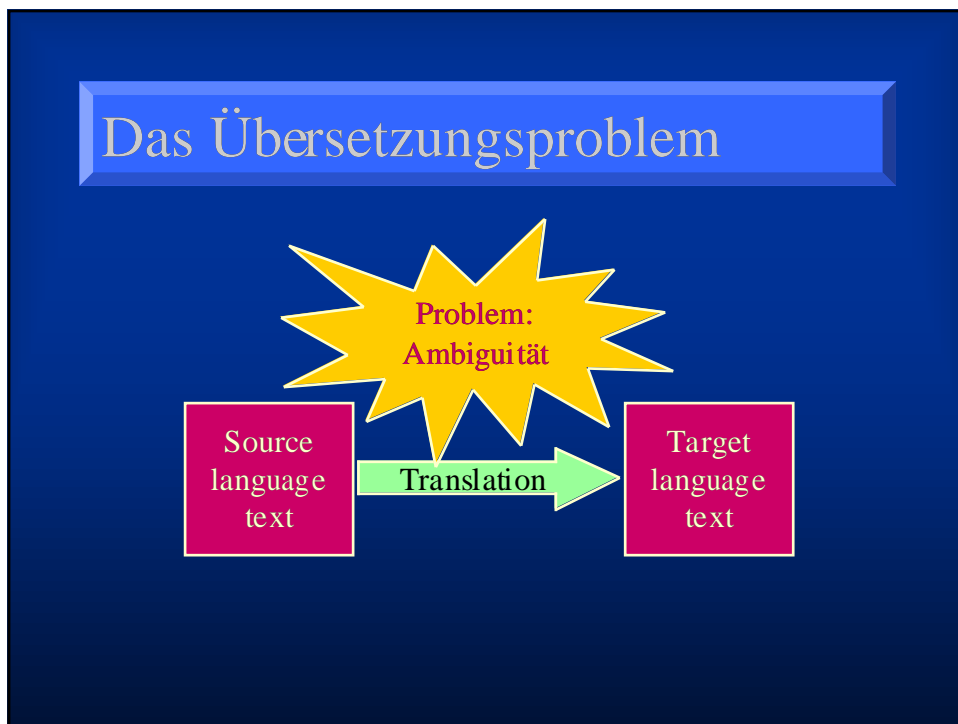 Das Übersetzungsproblem
Problem:
Ambiguität
Source
language
text
Translation
Target
language
text